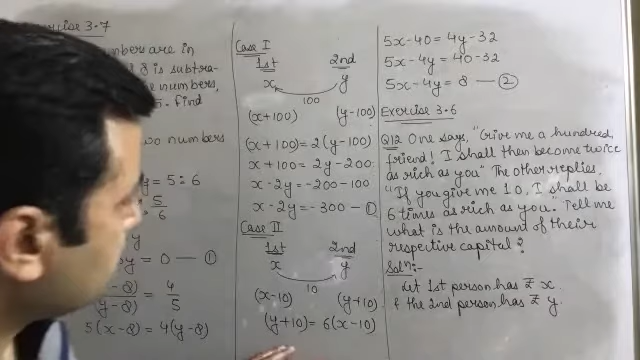 Exercise 3.7
numbers are in
8 is subtra-
numbers,
find
numbers
y = 5 : 6
5
6
y
y = 0 — ①
x-8 / y-8 = 4/5
5(x-8) = 4(y-8)
Case I
1st 2nd
x y
100
(x+100) (y-100)
(x+100) = 2(y-100)
x+100 = 2y-200
x-2y = -200-100
x-2y = -300 — ①
Case II
1st 2nd
x y
10
(x-10) (y+10)
(y+10) = 6(x-10)
5x-40 = 4y-32
5x-4y = 40-32
5x-4y = 8 — ②
Exercise 3.6
Q12 One says, "Give me a hundred,
friend! I shall then become twice
as rich as you" The other replies,
"If you give me 10, I shall be
6 times as rich as you". Tell me
what is the amount of their
respective capital?
Solⁿ:-
Let 1st person has ₹ x.
& the 2nd person has ₹ y.